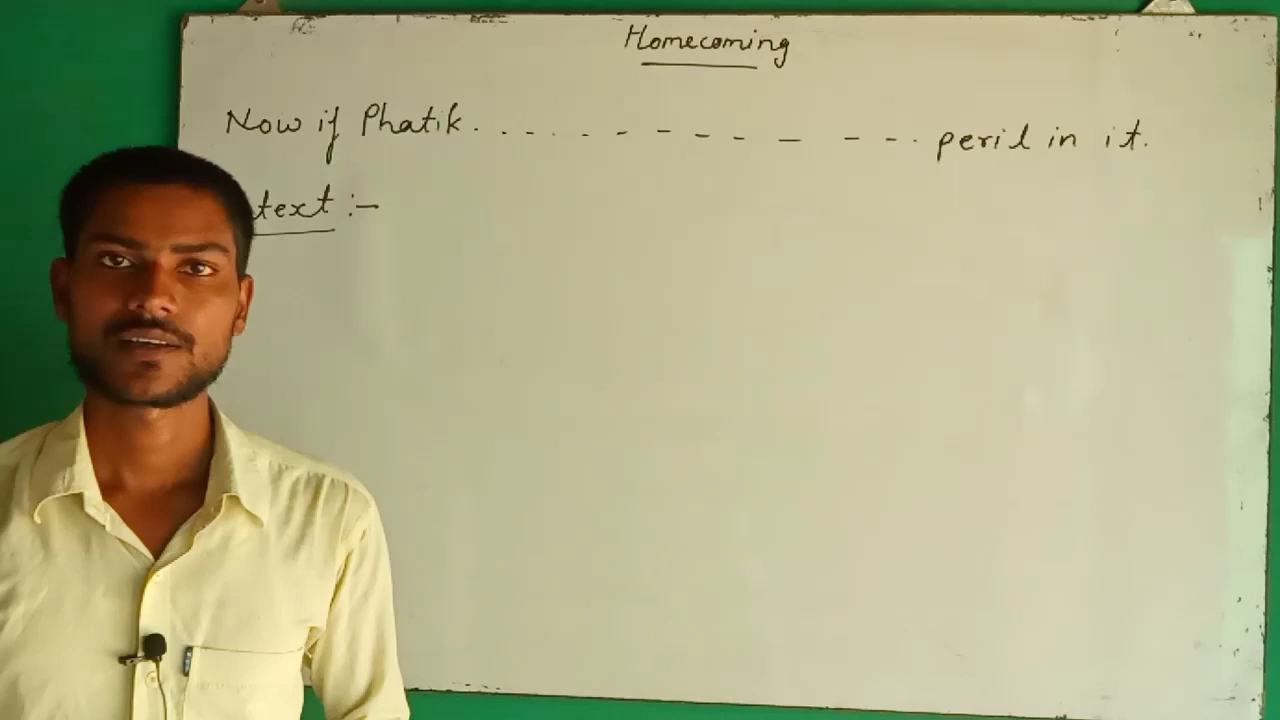 Homecoming
Now if Phatik. . - . . - - - - - - - - . peril in it.
text :-